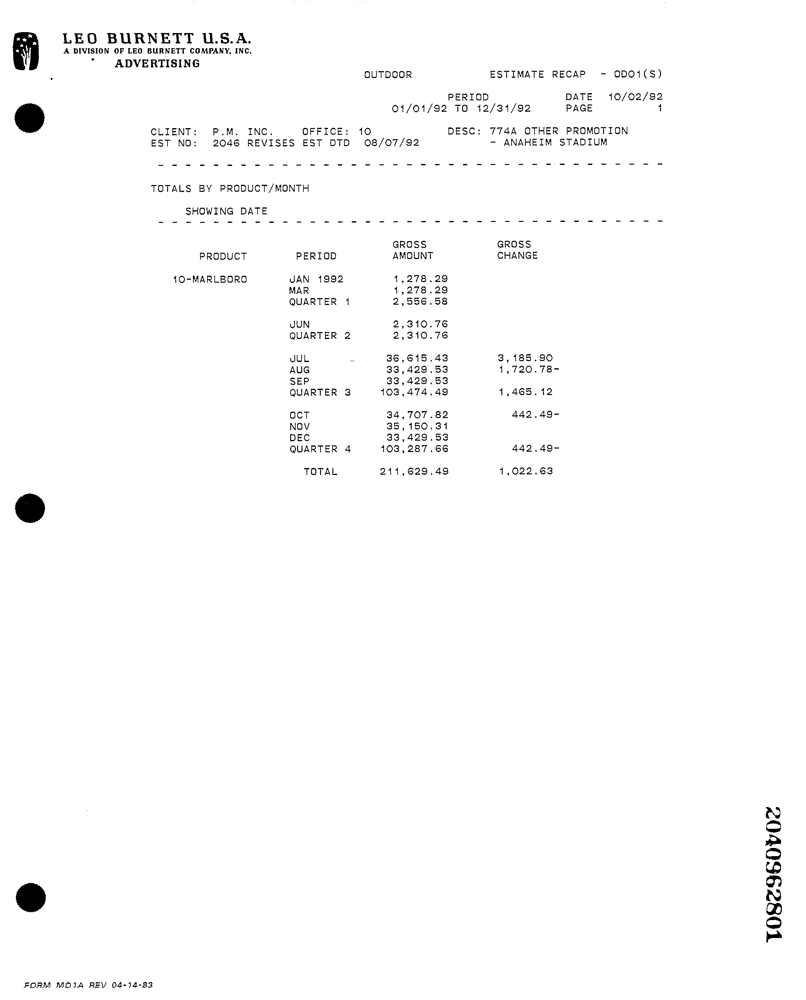 LEO BURNETT U.S.A.
A DIVISION OF LEO BURNETT COMPANY, INC.
ADVERTISING
OUTDOOR ESTIMATE RECAP - OD01(S)
PERIOD DATE 10/02/92
01/01/92 TO 12/31/92 PAGE 1
CLIENT: P.M. INC. OFFICE: 10 DESC: 774A OTHER PROMOTION
EST NO: 2046 REVISES EST DTD 08/07/92 - ANAHEIM STADIUM
TOTALS BY PRODUCT/MONTH
SHOWING DATE
GROSS GROSS
PRODUCT PERIOD AMOUNT CHANGE
10-MARLBORO JAN 1992 1,278.29
MAR 1,278.29
QUARTER 1 2,556.58
JUN 2,310.76
QUARTER 2 2,310.76
JUL 36,615.43 3,185.90
AUG 33,429.53 1,720.78-
SEP 33,429.53
QUARTER 3 103,474.49 1,465.12
OCT 34,707.82 442.49-
NOV 35,150.31
DEC 33,429.53
QUARTER 4 103,287.66 442.49-
TOTAL 211,629.49 1,022.63
2040962801
FORM MO1A REV 04-14-83